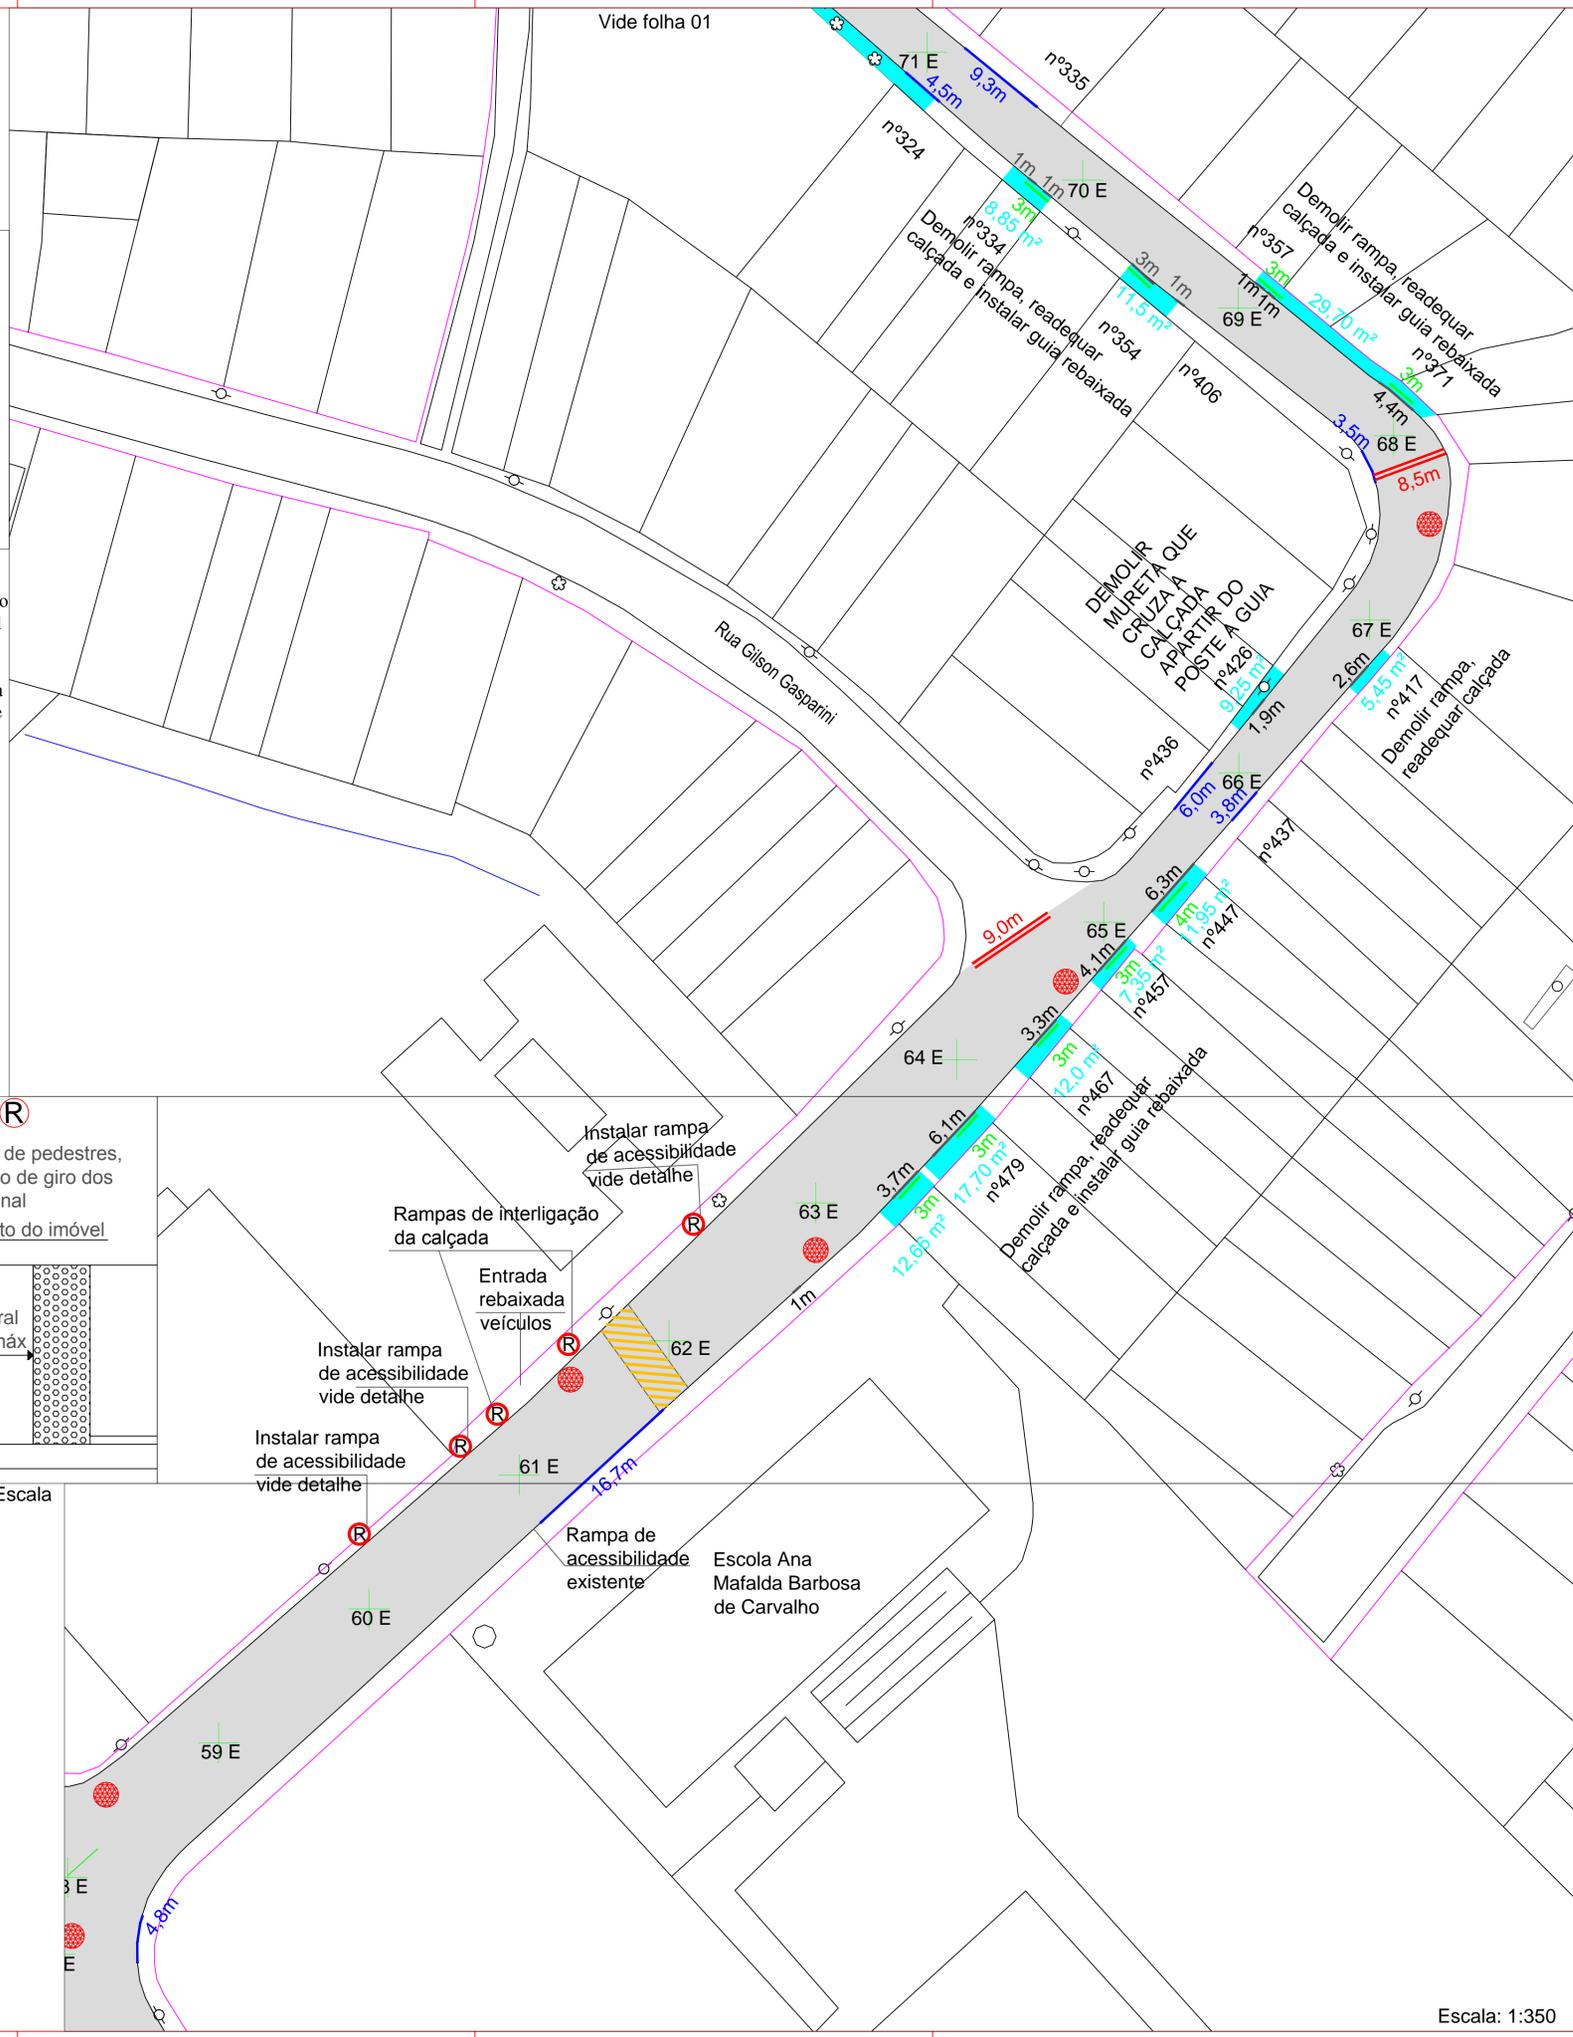 Vide folha 01
71 E
4,5m
9,3m
nº335
nº324
1m
1m
3m
8,85 m²
nº334
Demolir rampa, readequar
calçada e instalar guia rebaixada
70 E
3m
1m
11,5 m²
nº354
nº406
69 E
Demolir rampa, readequar
calçada e instalar guia rebaixada
nº357
3m
1m
1m
29,70 m²
nº371
3m
4,4m
3,5m
68 E
8,5m
DEMOLIR
MURETA QUE
CRUZA A
CALÇADA
APARTIR DO
POSTE A GUIA
nº426
9,25 m²
1,9m
67 E
2,6m
5,45 m²
nº417
Demolir rampa,
readequar calçada
Rua Gilson Gasparini
nº436
66 E
6,0m
3,8m
nº437
6,3m
4m
11,95 m²
nº447
9,0m
65 E
4,1m
3m
7,35 m²
nº457
64 E
3,3m
3m
12,0 m²
nº467
Demolir rampa, readequar
calçada e instalar guia rebaixada
6,1m
3m
17,70 m²
nº479
3,7m
3m
12,66 m²
63 E
1m
R
de pedestres,
o de giro dos
nal
to do imóvel
ral
máx
Escala
Instalar rampa
de acessibilidade
vide detalhe
R
Rampas de interligação
da calçada
Entrada
rebaixada
veículos
R
R
62 E
Instalar rampa
de acessibilidade
vide detalhe
R
Instalar rampa
de acessibilidade
vide detalhe
R
61 E
16,7m
Rampa de
acessibilidade
existente
Escola Ana
Mafalda Barbosa
de Carvalho
60 E
59 E
E
4,8m
E
Escala: 1:350